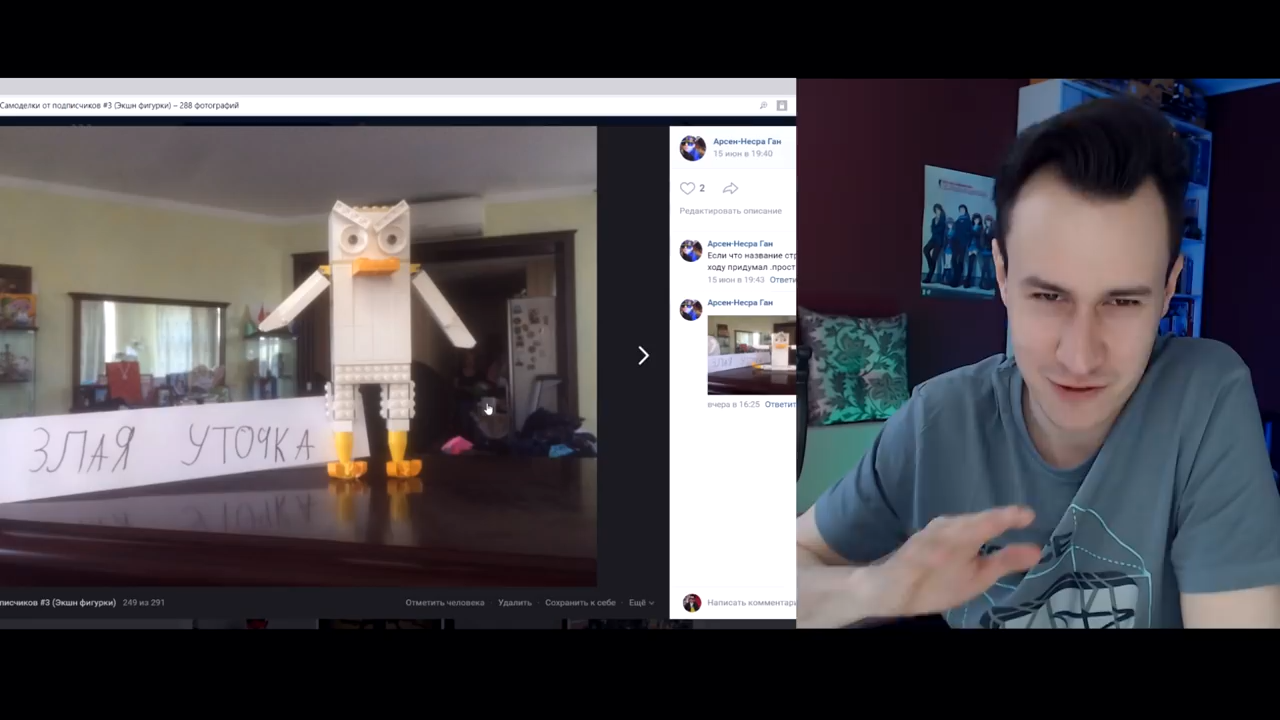 Самоделки от подписчиков #3 (Экшн фигурки) – 288 фотографий
ЗЛАЯ УТОЧКА
писчиков #3 (Экшн фигурки) 249 из 291
Отметить человека · Удалить · Сохранить к себе · Ещё
Арсен-Несра Ган
15 июн в 19:40
2
Редактировать описание
Арсен-Несра Ган
Если что название стр
ходу придумал .прост
15 июн в 19:43 Ответи
Арсен-Несра Ган
ЗЛАЯ
вчера в 16:25 Ответит
Написать комментари